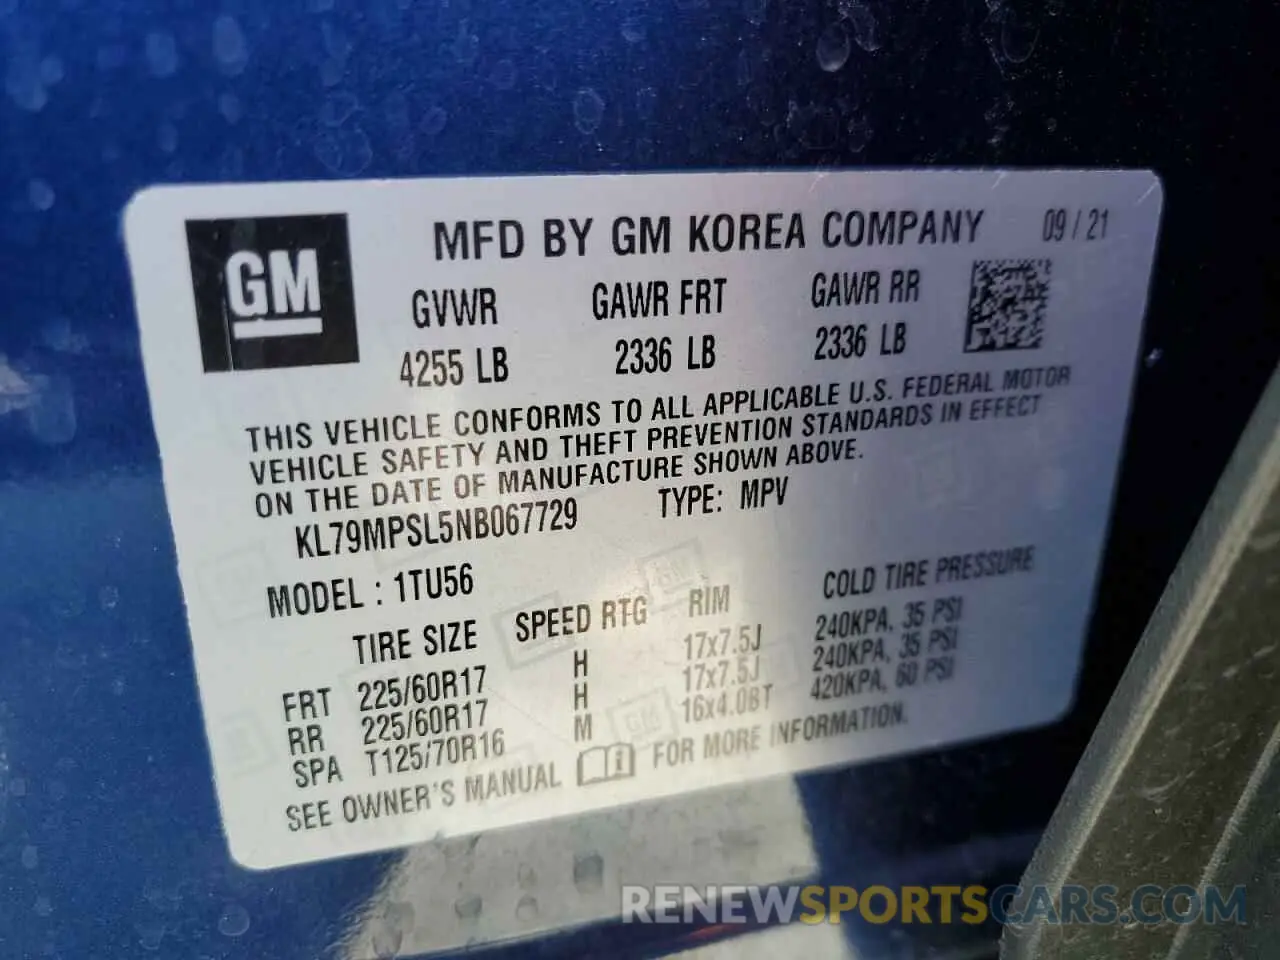 GM
MFD BY GM KOREA COMPANY 09 / 21
GVWR GAWR FRT GAWR RR
4255 LB 2336 LB 2336 LB
THIS VEHICLE CONFORMS TO ALL APPLICABLE U.S. FEDERAL MOTOR
VEHICLE SAFETY AND THEFT PREVENTION STANDARDS IN EFFECT
ON THE DATE OF MANUFACTURE SHOWN ABOVE.
KL79MPSL5NB067729 TYPE: MPV
MODEL : 1TU56
TIRE SIZE SPEED RTG RIM COLD TIRE PRESSURE
FRT 225/60R17 H 17x7.5J 240KPA, 35 PSI
RR 225/60R17 H 17x7.5J 240KPA, 35 PSI
SPA T125/70R16 M 16x4.0BT 420KPA, 60 PSI
SEE OWNER'S MANUAL FOR MORE INFORMATION.
RENEWSPORTSCARS.COM